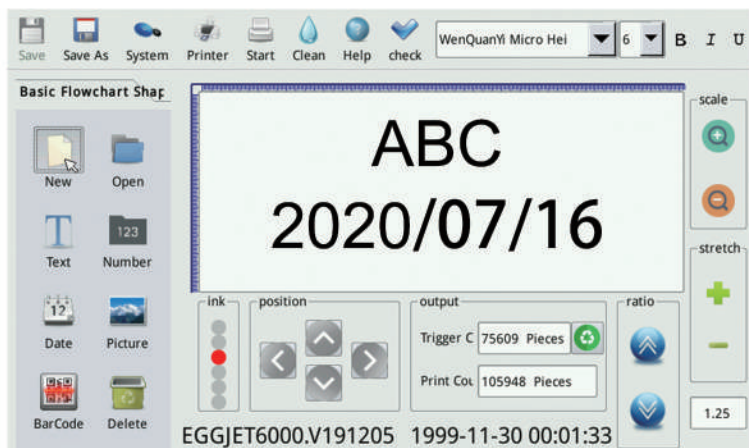 Save Save As System Printer Start Clean Help check WenQuanYi Micro Hei 6 B I U
Basic Flowchart Shap
New Open
Text 123 Number
12 Date Picture
BarCode Delete
ABC
2020/07/16
scale
stretch
ink position output ratio
Trigger C 75609 Pieces
Print Cou 105948 Pieces
1.25
EGGJET6000.V191205 1999-11-30 00:01:33